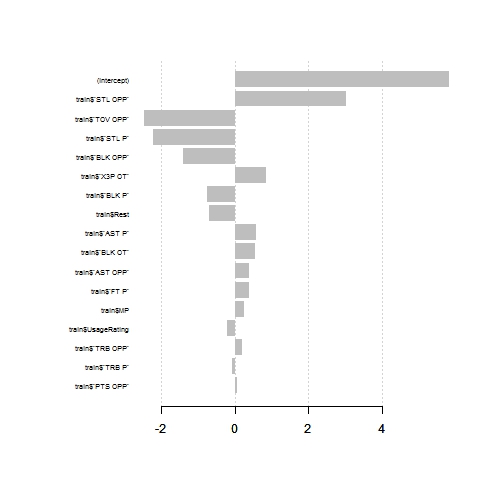 (Intercept)
train$`STL OPP`
train$`TOV OPP`
train$`STL P`
train$`BLK OPP`
train$`X3P OT`
train$`BLK P`
train$Rest
train$`AST P`
train$`BLK OT`
train$`AST OPP`
train$`FT P`
train$MP
train$UsageRating
train$`TRB OPP`
train$`TRB P`
train$`PTS OPP`
-2 0 2 4